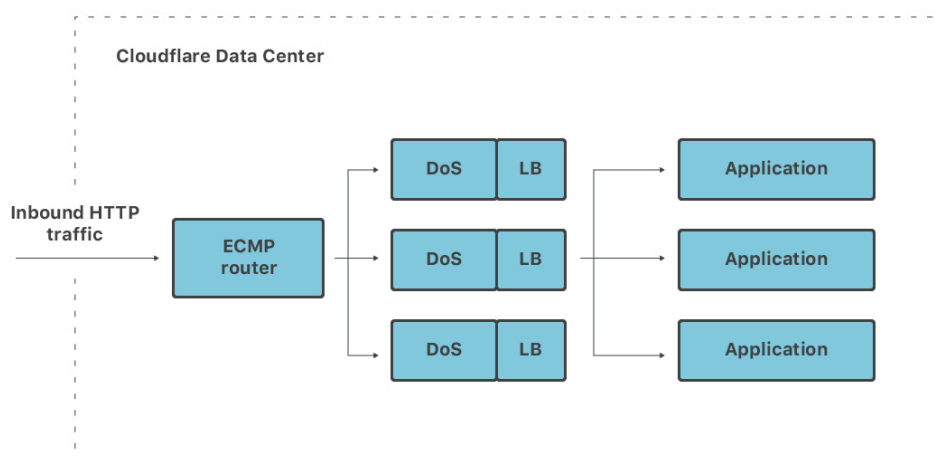 Cloudflare Data Center
Inbound HTTP
traffic
ECMP
router
DoS
LB
Application
DoS
LB
Application
DoS
LB
Application